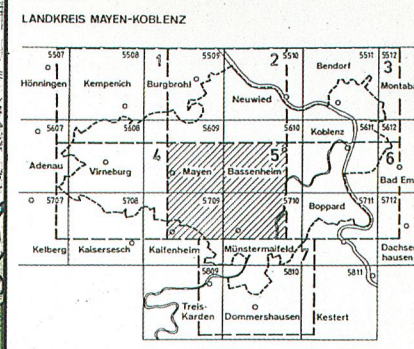 LANDKREIS MAYEN-KOBLENZ
5507 5508 1 5509 2 5510 5511 5512
Bendorf 3
Hönningen Kempenich Burgbrohl Montaba
Neuwied
5607 5608 5609 5610 Koblenz 5611 5612
Adenau 4 5 6
Virneburg Mayen Bassenheim Bad Em
5707 5708 5709 5710 Boppard 5711 5712
Kelberg Kaisersesch Kaifenheim Münstermaifeld 7 Dachse
hausen
5809 5810 5811
Treis-
Karden Dommershausen Kestert